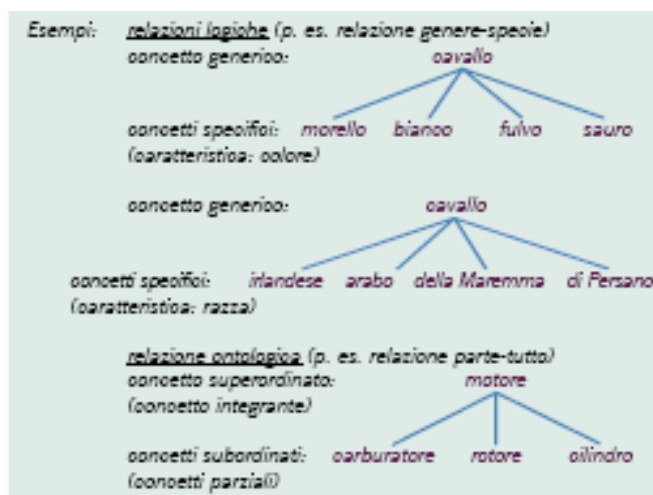 Esempi: relazioni logiche (p. es. relazione genere-specie)
concetto generico: cavallo
concetti specifici: morello bianco fulvo sauro
(caratteristica: colore)
concetto generico: cavallo
concetti specifici: irlandese arabo della Maremma di Persano
(caratteristica: razza)
relazione ontologica (p. es. relazione parte-tutto)
concetto superordinato: motore
(concetto integrante)
concetti subordinati: carburatore rotore cilindro
(concetti parziali)